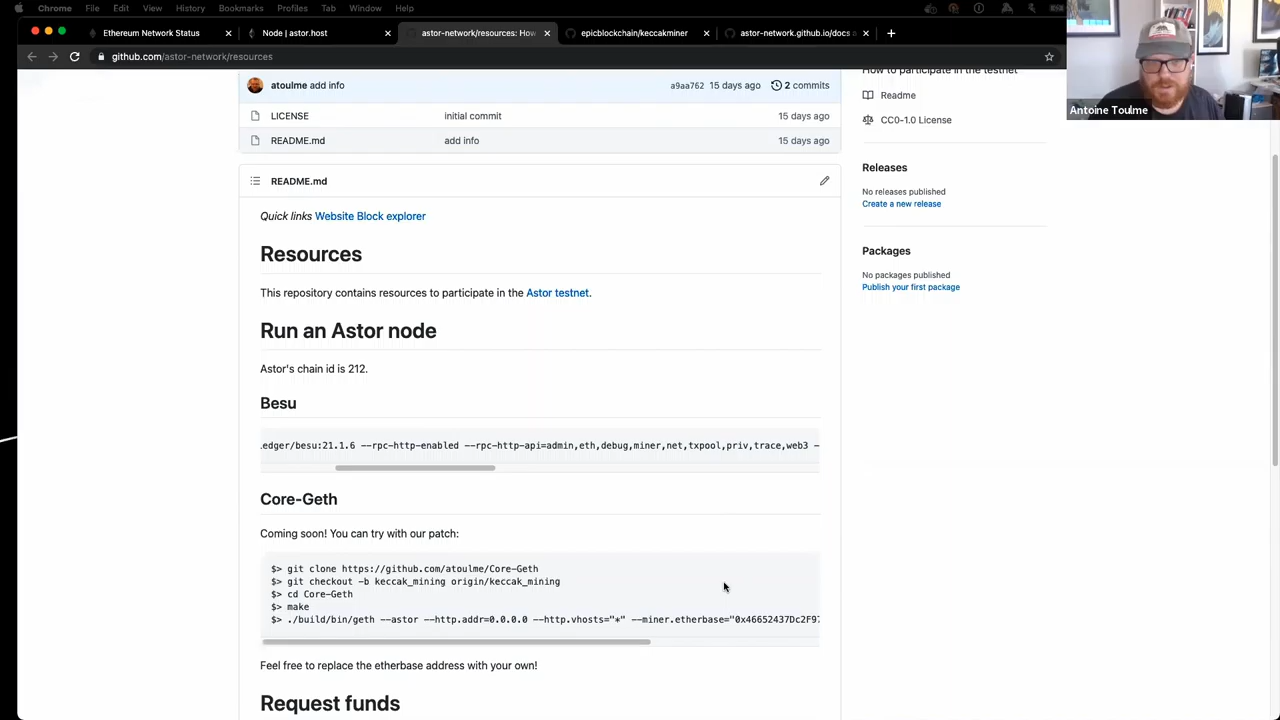 Chrome File Edit View History Bookmarks Profiles Tab Window Help
Ethereum Network Status
Node | astor.host
astor-network/resources: How
epicblockchain/keccakminer
astor-network.github.io/docs a
github.com/astor-network/resources
Antoine Toulme
atoulme add info
a9aa762 15 days ago 2 commits
LICENSE initial commit 15 days ago
README.md add info 15 days ago
README.md
Quick links Website Block explorer
Resources
This repository contains resources to participate in the Astor testnet.
Run an Astor node
Astor's chain id is 212.
Besu
ledger/besu:21.1.6 --rpc-http-enabled --rpc-http-api=admin,eth,debug,miner,net,txpool,priv,trace,web3 -
Core-Geth
Coming soon! You can try with our patch:
$> git clone https://github.com/atoulme/Core-Geth
$> git checkout -b keccak_mining origin/keccak_mining
$> cd Core-Geth
$> make
$> ./build/bin/geth --astor --http.addr=0.0.0.0 --http.vhosts="*" --miner.etherbase="0x46652437Dc2F97
Feel free to replace the etherbase address with your own!
Request funds
How to participate in the testnet
Readme
CC0-1.0 License
Releases
No releases published
Create a new release
Packages
No packages published
Publish your first package